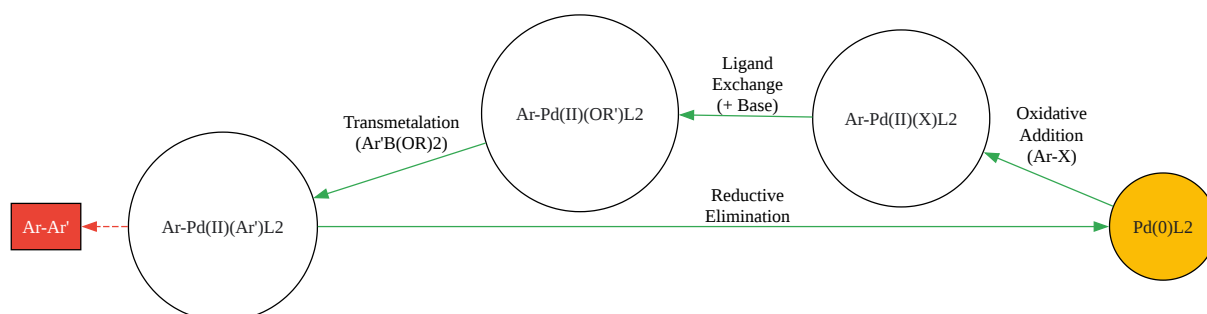 Ligand
Exchange
(+ Base)
Ar-Pd(II)(OR')L2
Ar-Pd(II)(X)L2
Oxidative
Addition
(Ar-X)
Transmetalation
(Ar'B(OR)2)
Reductive
Elimination
Ar-Ar'
Ar-Pd(II)(Ar')L2
Pd(0)L2